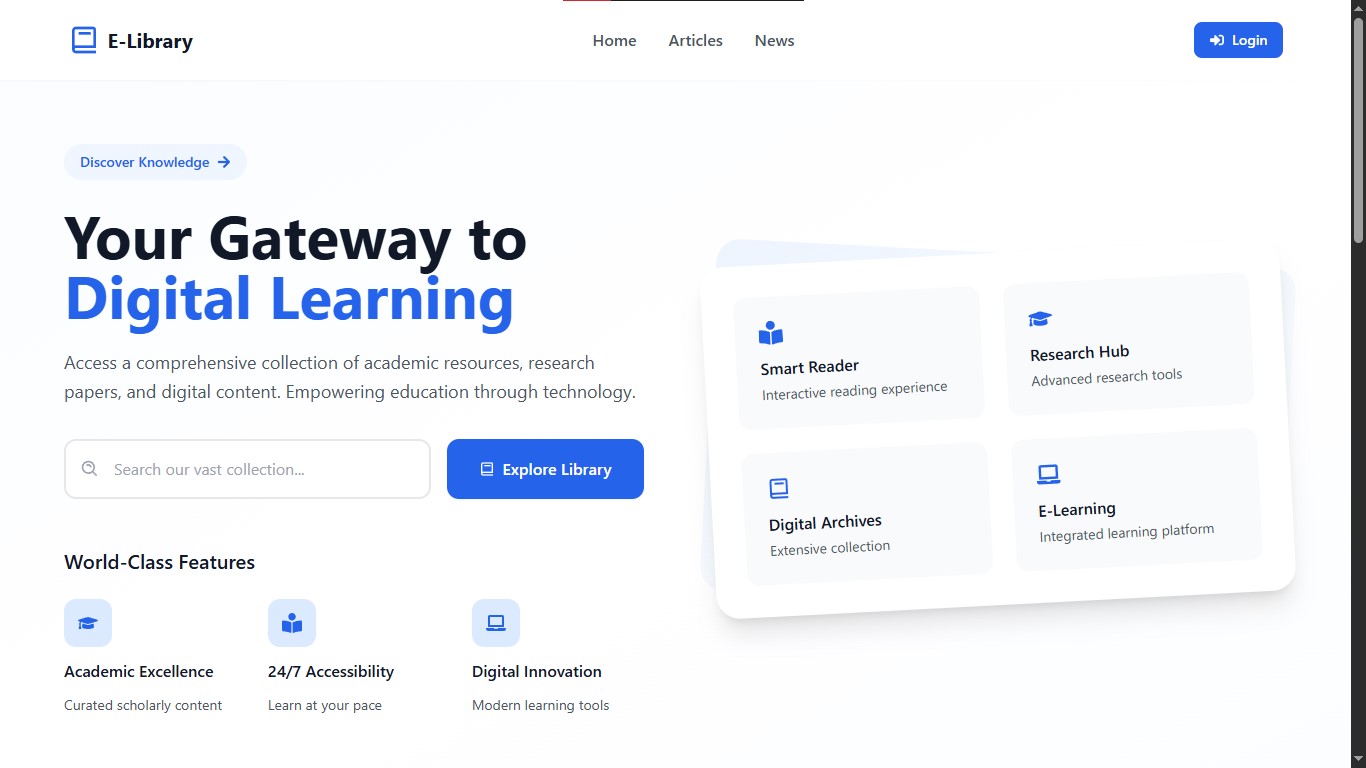 E-Library
Home
Articles
News
Login
Discover Knowledge
Your Gateway to
Digital Learning
Access a comprehensive collection of academic resources, research
papers, and digital content. Empowering education through technology.
Search our vast collection...
Explore Library
World-Class Features
Academic Excellence
Curated scholarly content
24/7 Accessibility
Learn at your pace
Digital Innovation
Modern learning tools
Smart Reader
Interactive reading experience
Research Hub
Advanced research tools
Digital Archives
Extensive collection
E-Learning
Integrated learning platform